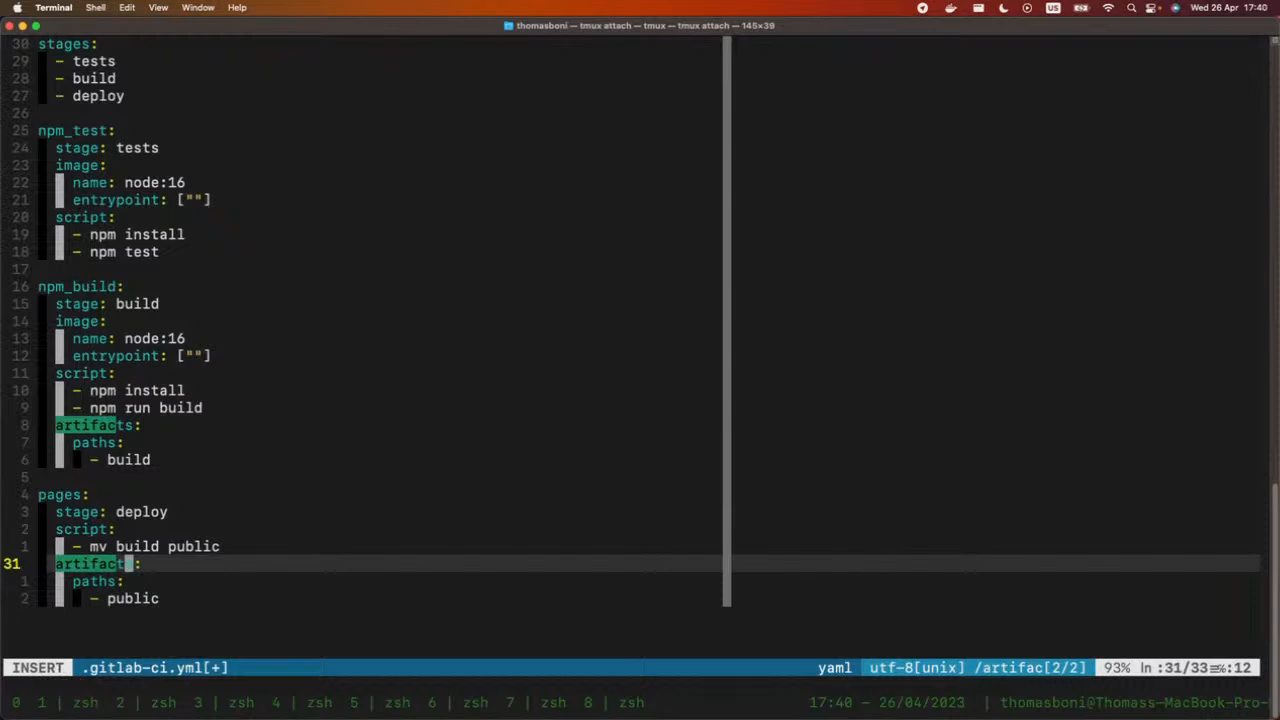 Terminal Shell Edit View Window Help US Wed 26 Apr 17:40
thomasboni — tmux attach — tmux — tmux attach — 145×39
30 stages:
29 - tests
28 - build
27 - deploy
26
25 npm_test:
24 stage: tests
23 image:
22 name: node:16
21 entrypoint: [""]
20 script:
19 - npm install
18 - npm test
17
16 npm_build:
15 stage: build
14 image:
13 name: node:16
12 entrypoint: [""]
11 script:
10 - npm install
9 - npm run build
8 artifacts:
7 paths:
6 - build
5
4 pages:
3 stage: deploy
2 script:
1 - mv build public
31 artifacts:
1 paths:
2 - public
INSERT .gitlab-ci.yml[+] yaml utf-8[unix] /artifac[2/2] 93% ln :31/33≡℅:12
0 1 | zsh 2 | zsh 3 | zsh 4 | zsh 5 | zsh 6 | zsh 7 | zsh 8 | zsh 17:40 – 26/04/2023 | thomasboni@Thomass-MacBook-Pro-